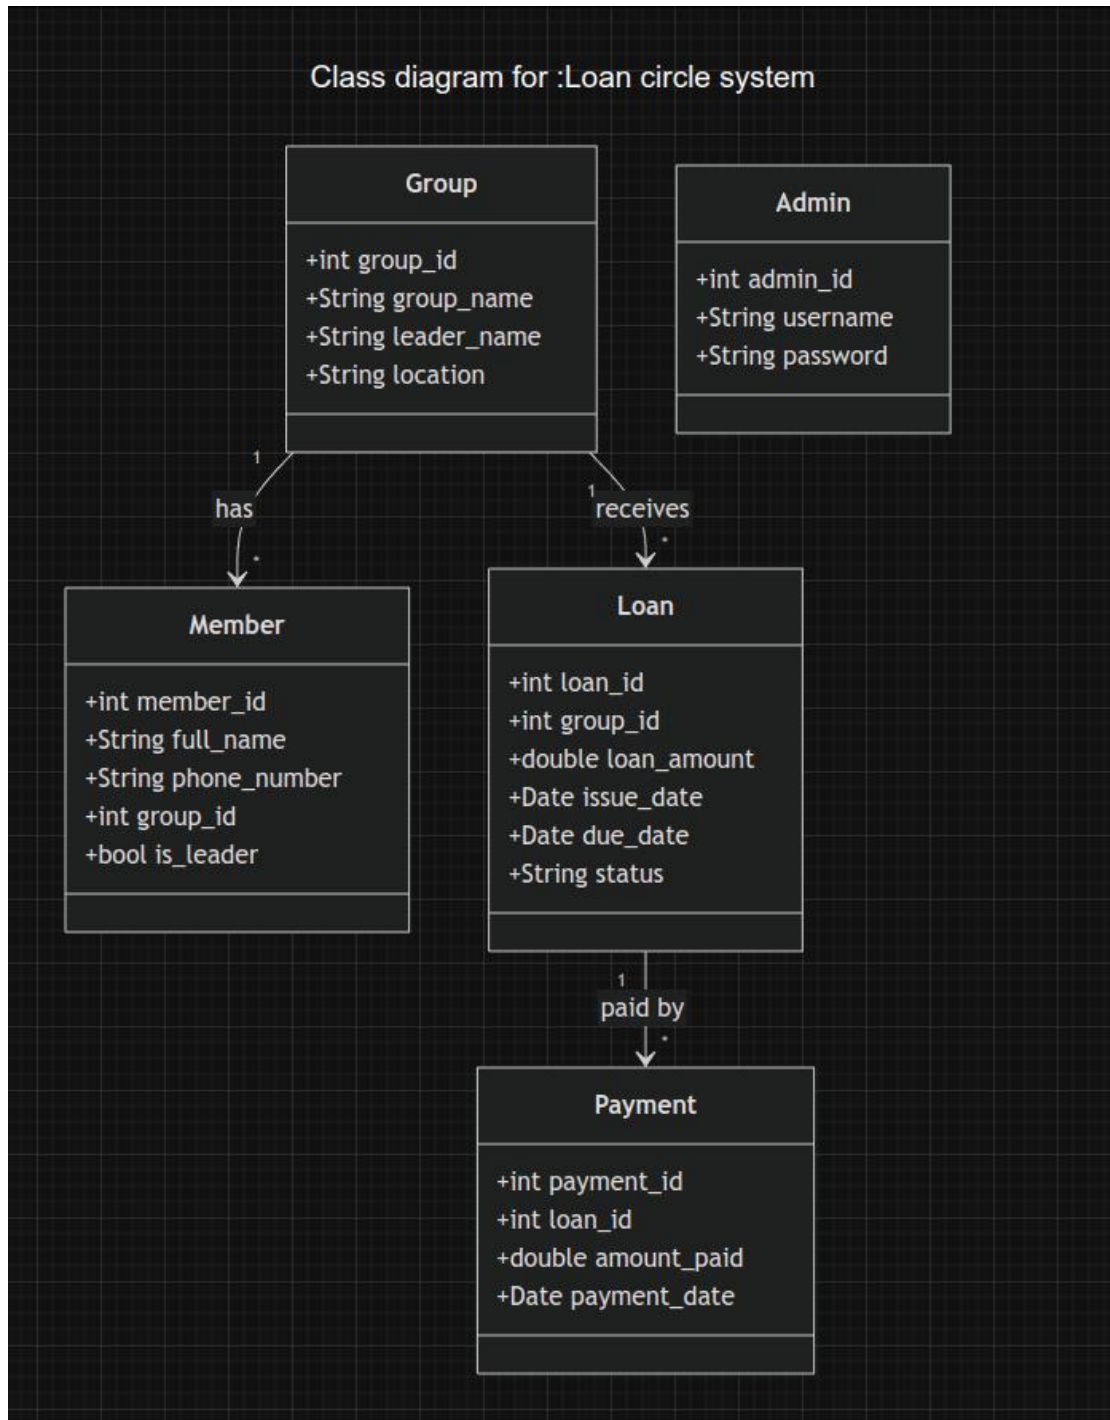 Class diagram for :Loan circle system
Group
+int group_id
+String group_name
+String leader_name
+String location
Admin
+int admin_id
+String username
+String password
1
has
*
1
receives
*
Member
+int member_id
+String full_name
+String phone_number
+int group_id
+bool is_leader
Loan
+int loan_id
+int group_id
+double loan_amount
+Date issue_date
+Date due_date
+String status
1
paid by
*
Payment
+int payment_id
+int loan_id
+double amount_paid
+Date payment_date